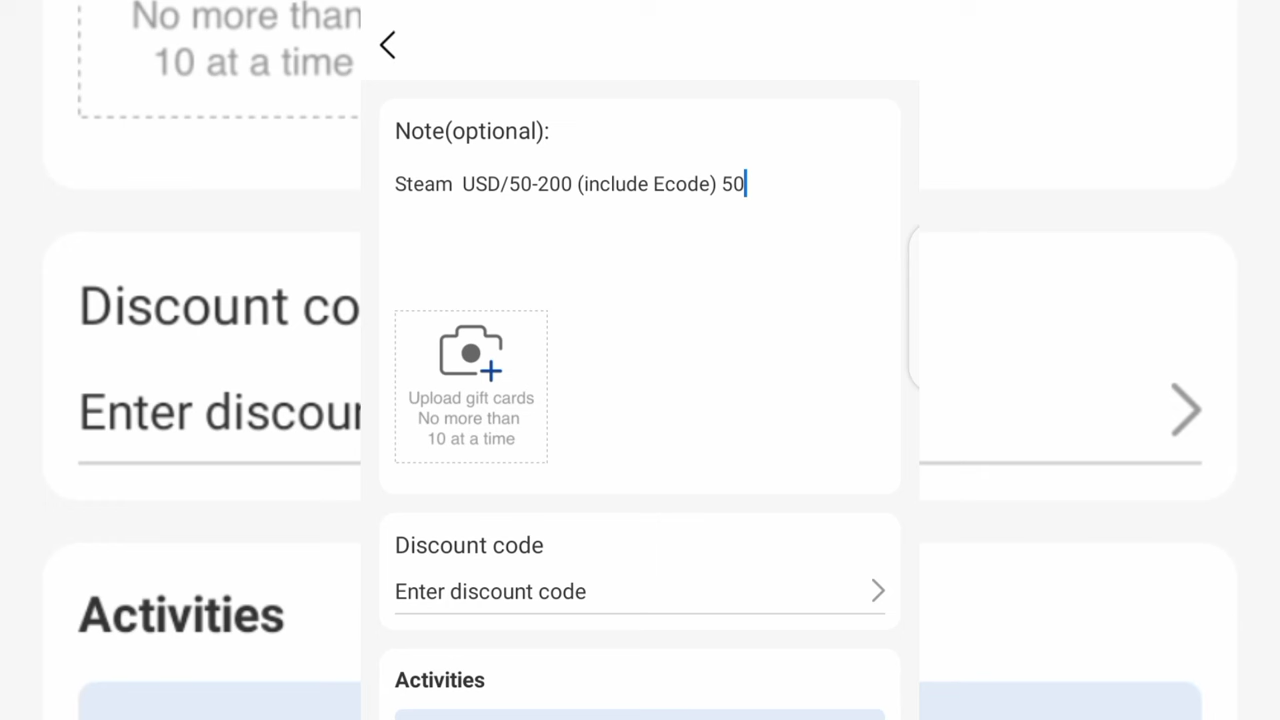 No more than
10 at a time
Note(optional):
Steam  USD/50-200 (include Ecode) 50
Upload gift cards
No more than
10 at a time
Discount co
Enter discour
Discount code
Enter discount code
Activities
Activities